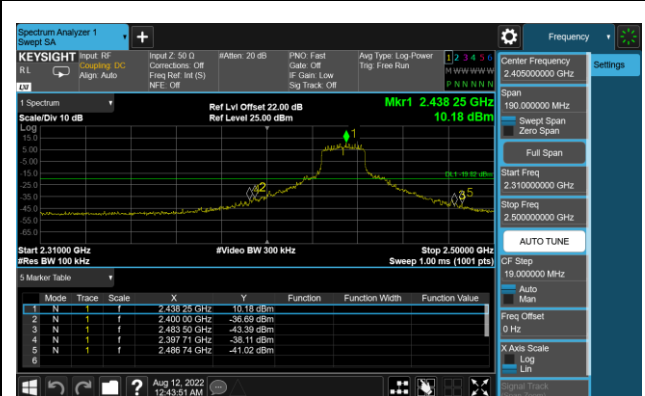 Spectrum Analyzer 1
Swept SA
Frequency
KEYSIGHT
RL
LXI
Input: RF
Coupling: DC
Align: Auto
Input Z: 50 Ω
Corrections: Off
Freq Ref: Int (S)
NFE: Off
#Atten: 20 dB
PNO: Fast
Gate: Off
IF Gain: Low
Sig Track: Off
Avg Type: Log-Power
Trig: Free Run
1 2 3 4 5 6
M W W W W W
P N N N N N
1 Spectrum
Scale/Div 10 dB
Ref Lvl Offset 22.00 dB
Ref Level 25.00 dBm
Mkr1 2.438 25 GHz
10.18 dBm
Log
15.0
5.00
-5.00
-15.0
-25.0
-35.0
-45.0
-55.0
-65.0
1
2
5
DL1 -19.82 dBm
Start 2.31000 GHz
#Res BW 100 kHz
#Video BW 300 kHz
Stop 2.50000 GHz
Sweep 1.00 ms (1001 pts)
5 Marker Table
Mode Trace Scale X Y Function Function Width Function Value
1 N 1 f 2.438 25 GHz 10.18 dBm
2 N 1 f 2.400 00 GHz -36.69 dBm
3 N 1 f 2.483 50 GHz -43.39 dBm
4 N 1 f 2.397 71 GHz -38.11 dBm
5 N 1 f 2.486 74 GHz -41.02 dBm
6
Aug 12, 2022
12:43:51 AM
Center Frequency
2.405000000 GHz
Settings
Span
190.000000 MHz
Swept Span
Zero Span
Full Span
Start Freq
2.310000000 GHz
Stop Freq
2.500000000 GHz
AUTO TUNE
CF Step
19.000000 MHz
Auto
Man
Freq Offset
0 Hz
X Axis Scale
Log
Lin
Signal Track